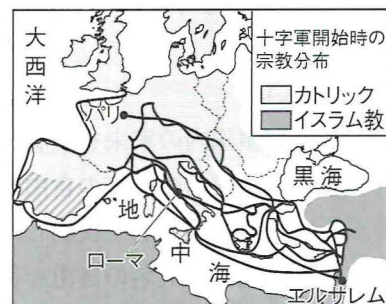 十字軍開始時の
宗教分布
カトリック
イスラム教
大西洋
パリ
黒海
地中海
ローマ
エルサレム